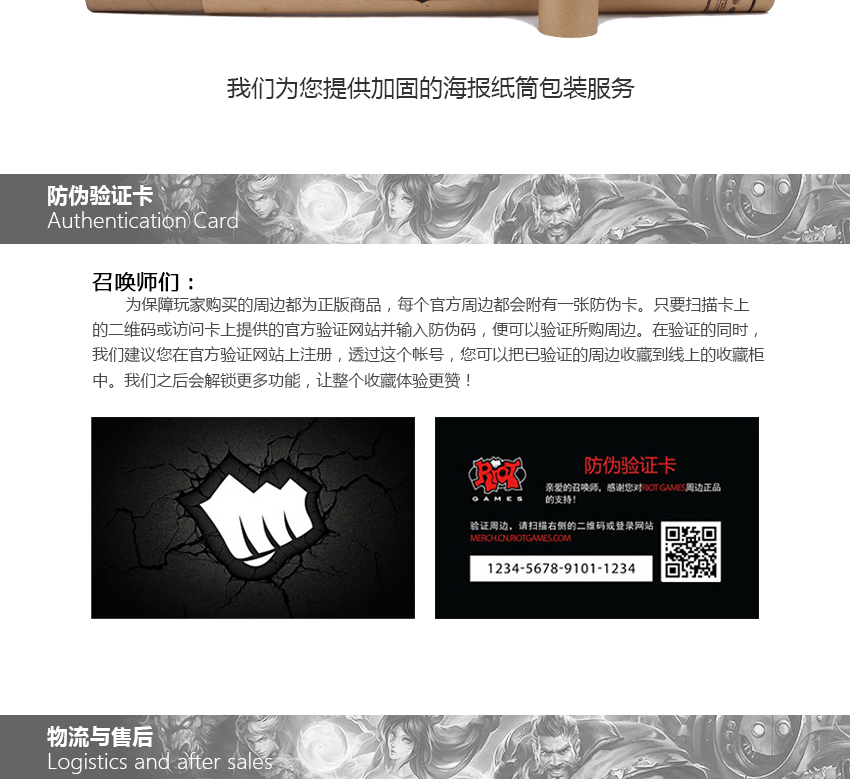 我们为您提供加固的海报纸筒包装服务
防伪验证卡
Authentication Card
召唤师们：
为保障玩家购买的周边都为正版商品，每个官方周边都会附有一张防伪卡。只要扫描卡上
的二维码或访问卡上提供的官方验证网站并输入防伪码，便可以验证所购周边。在验证的同时，
我们建议您在官方验证网站上注册，透过这个帐号，您可以把已验证的周边收藏到线上的收藏柜
中。我们之后会解锁更多功能，让整个收藏体验更赞！
RIOT
GAMES
防伪验证卡
亲爱的召唤师，感谢您对RIOT GAMES周边正品
的支持！
验证周边，请扫描右侧的二维码或登录网站
MERCH.CN.RIOTGAMES.COM
1234-5678-9101-1234
物流与售后
Logistics and after sales